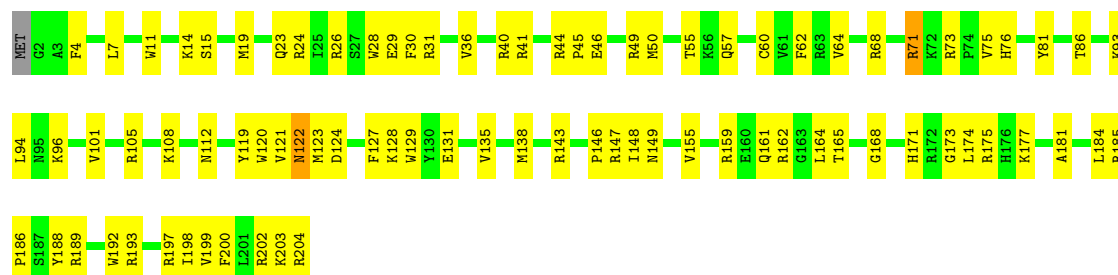 MET G2 A3 F4 L7 W11 K14 S15 M19 Q23 R24 I25 R26 S27 W28 E29 F30 R31 V36 R40 R41 R44 P45 E46 R49 M50 T55 K56 Q57 C60 V61 F62 R63 V64 R68 R71 K72 R73 P74 V75 H76 Y81 T86 K93
L94 N95 K96 V101 R105 K108 N112 Y119 W120 V121 N122 M123 D124 F127 K128 W129 Y130 E131 V135 M138 R143 P146 R147 I148 N149 V155 R159 E160 Q161 R162 G163 L164 T165 G168 H171 R172 G173 L174 R175 H176 K177 A181 L184 R185
P186 S187 Y188 R189 W192 R193 R197 I198 V199 F200 L201 R202 K203 R204